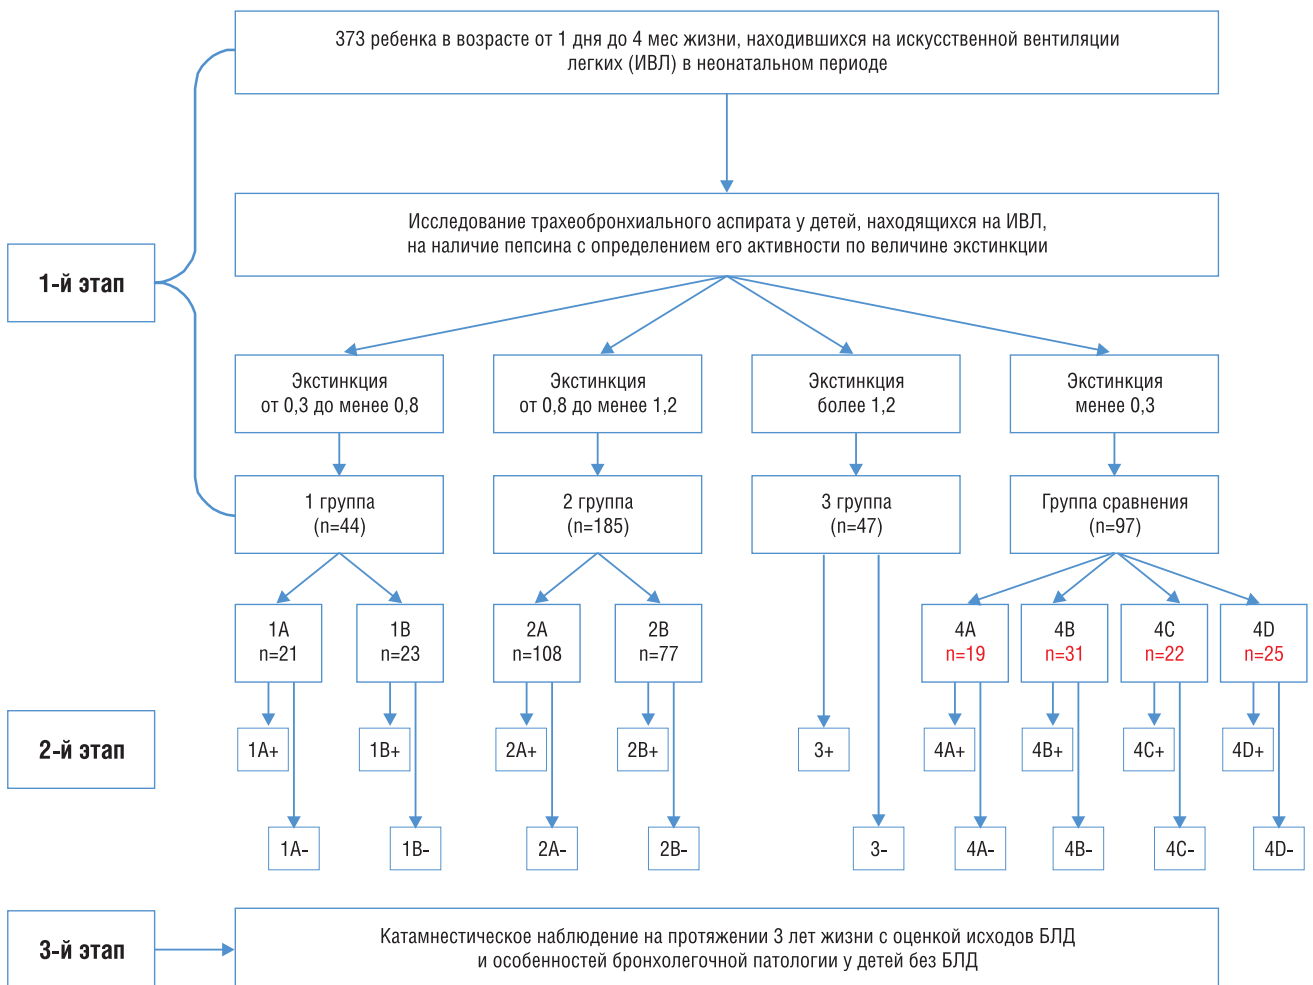 373 ребенка в возрасте от 1 дня до 4 мес жизни, находившихся на искусственной вентиляции
легких (ИВЛ) в неонатальном периоде
Исследование трахеобронхиального аспирата у детей, находящихся на ИВЛ,
на наличие пепсина с определением его активности по величине экстинкции
1-й этап
Экстинкция
от 0,3 до менее 0,8
Экстинкция
от 0,8 до менее 1,2
Экстинкция
более 1,2
Экстинкция
менее 0,3
1 группа
(n=44)
2 группа
(n=185)
3 группа
(n=47)
Группа сравнения
(n=97)
1A
n=21
1B
n=23
2A
n=108
2B
n=77
4A
n=19
4B
n=31
4C
n=22
4D
n=25
2-й этап
1A+
1B+
2A+
2B+
3+
4A+
4B+
4C+
4D+
1A-
1B-
2A-
2B-
3-
4A-
4B-
4C-
4D-
3-й этап
Катамнестическое наблюдение на протяжении 3 лет жизни с оценкой исходов БЛД
и особенностей бронхолегочной патологии у детей без БЛД